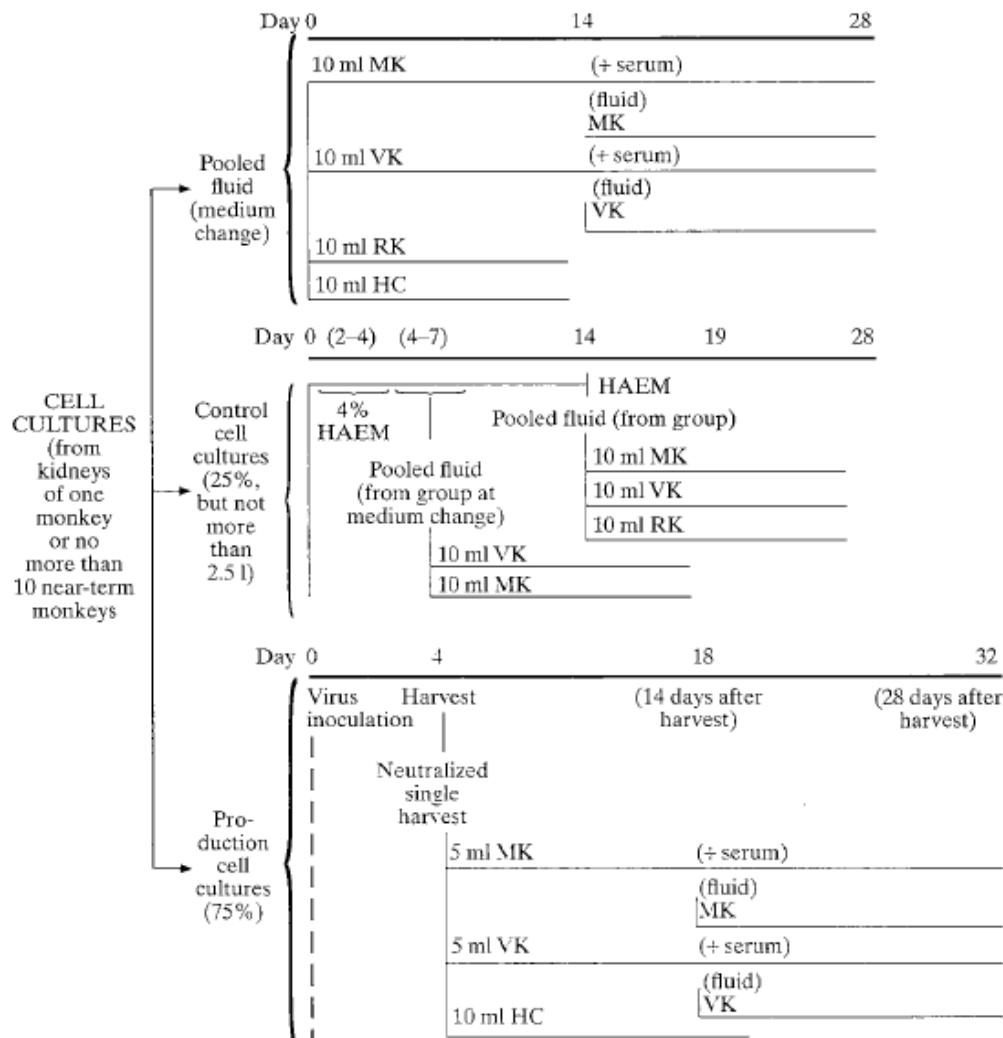 Day 0 14 28
10 ml MK (÷ serum)
(fluid)
MK
10 ml VK (÷ serum)
(fluid)
VK
10 ml RK
10 ml HC
Pooled
fluid
(medium
change)
Day 0 (2–4) (4–7) 14 19 28
HAEM
4%
HAEM
Pooled fluid (from group)
10 ml MK
10 ml VK
10 ml RK
Pooled fluid
(from group at
medium change)
10 ml VK
10 ml MK
CELL
CULTURES
(from
kidneys
of one
monkey
or no
more than
10 near-term
monkeys
Control
cell
cultures
(25%,
but not
more
than
2.5 l)
Day 0 4 18 32
Virus
inoculation
Harvest
(14 days after
harvest)
(28 days after
harvest)
Neutralized
single
harvest
5 ml MK (÷ serum)
(fluid)
MK
5 ml VK (÷ serum)
(fluid)
VK
10 ml HC
Pro-
duction
cell
cultures
(75%)